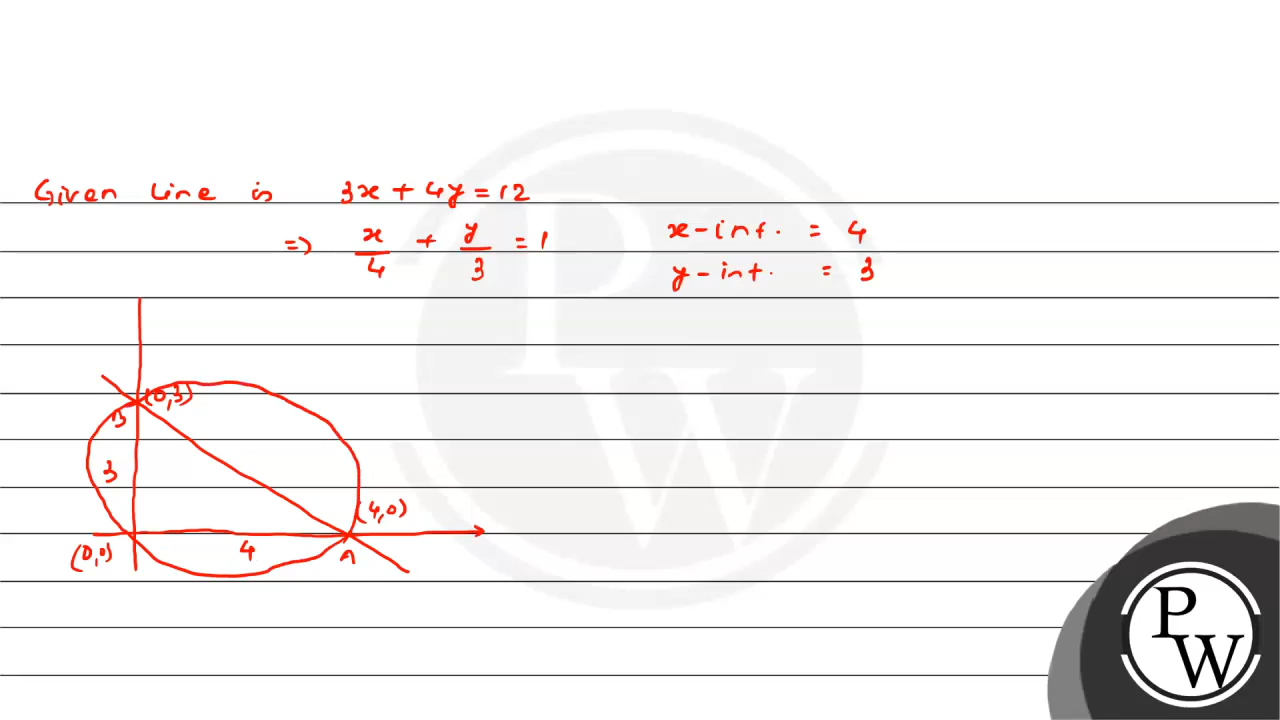 Given Line is 3x + 4y = 12
=> x/4 + y/3 = 1
x-int. = 4
y-int. = 3
(0,3)
B
3
(4,0)
(0,0)
4
A
P
W
P
W